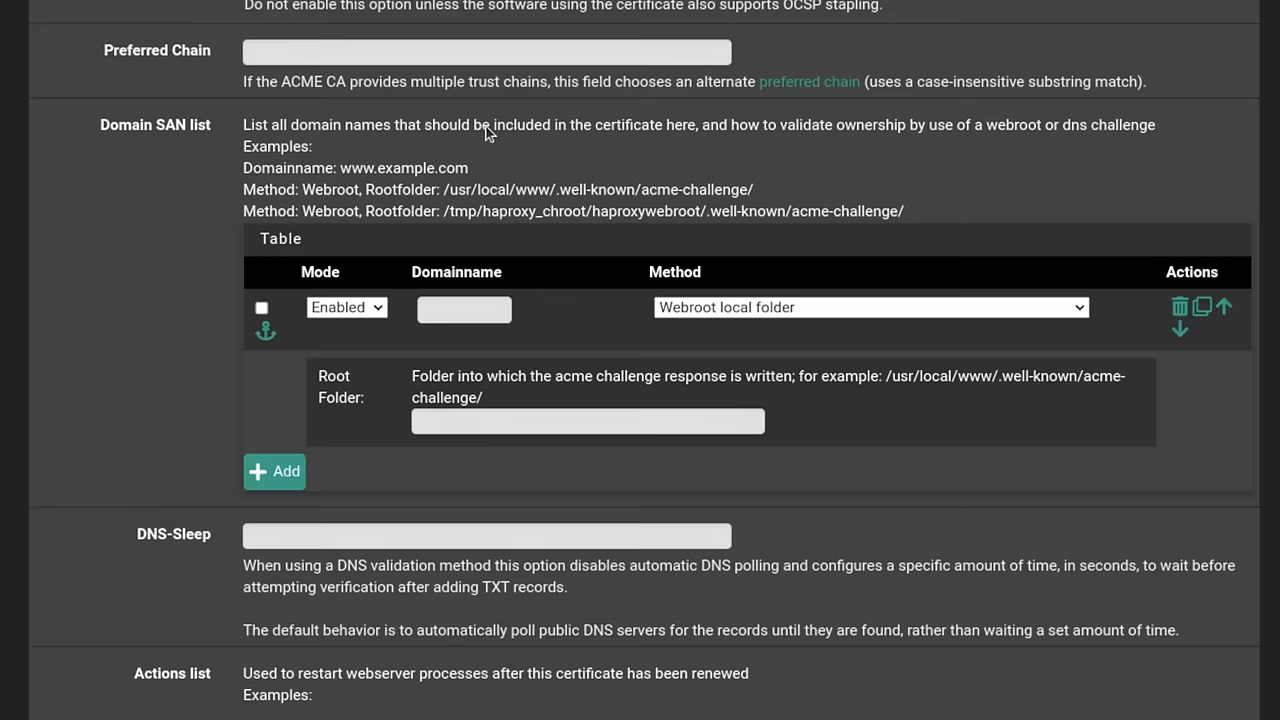 Do not enable this option unless the software using the certificate also supports OCSP stapling.
Preferred Chain
If the ACME CA provides multiple trust chains, this field chooses an alternate preferred chain (uses a case-insensitive substring match).
Domain SAN list
List all domain names that should be included in the certificate here, and how to validate ownership by use of a webroot or dns challenge
Examples:
Domainname: www.example.com
Method: Webroot, Rootfolder: /usr/local/www/.well-known/acme-challenge/
Method: Webroot, Rootfolder: /tmp/haproxy_chroot/haproxywebroot/.well-known/acme-challenge/
Table
Mode Domainname Method Actions
Enabled Webroot local folder
Root Folder:
Folder into which the acme challenge response is written; for example: /usr/local/www/.well-known/acme-
challenge/
Add
DNS-Sleep
When using a DNS validation method this option disables automatic DNS polling and configures a specific amount of time, in seconds, to wait before
attempting verification after adding TXT records.
The default behavior is to automatically poll public DNS servers for the records until they are found, rather than waiting a set amount of time.
Actions list
Used to restart webserver processes after this certificate has been renewed
Examples: